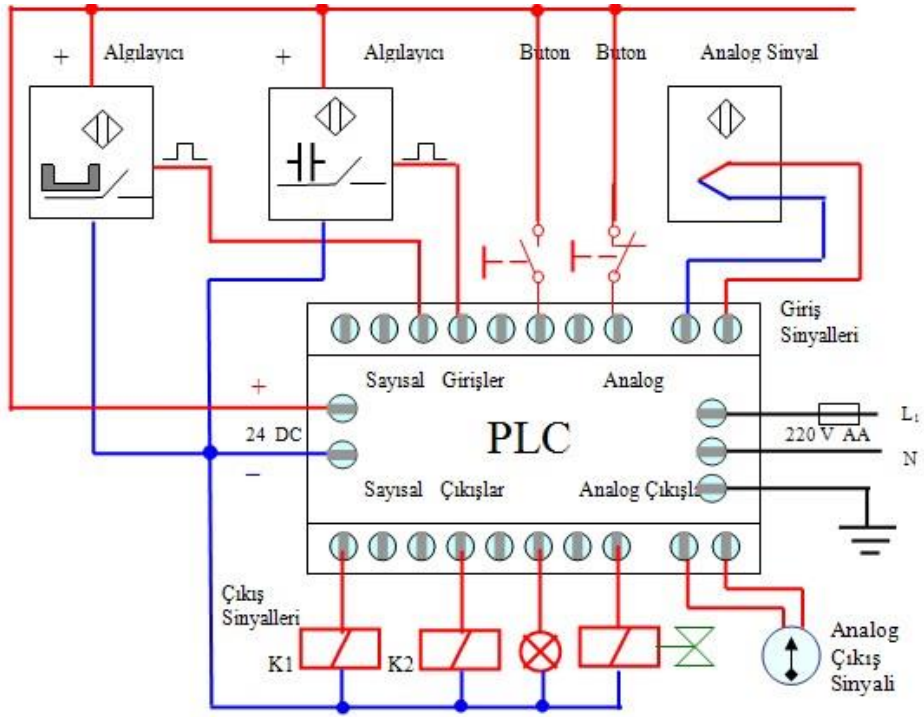 + Algılayıcı + Algılayıcı Buton Buton Analog Sinyal
Giriş
Sinyalleri
+ Sayısal Girişler Analog
L1
24 DC PLC 220 V AA
N
− Sayısal Çıkışlar Analog Çıkışla
Çıkış
Sinyalleri
K1 K2
Analog
Çıkış
Sinyali